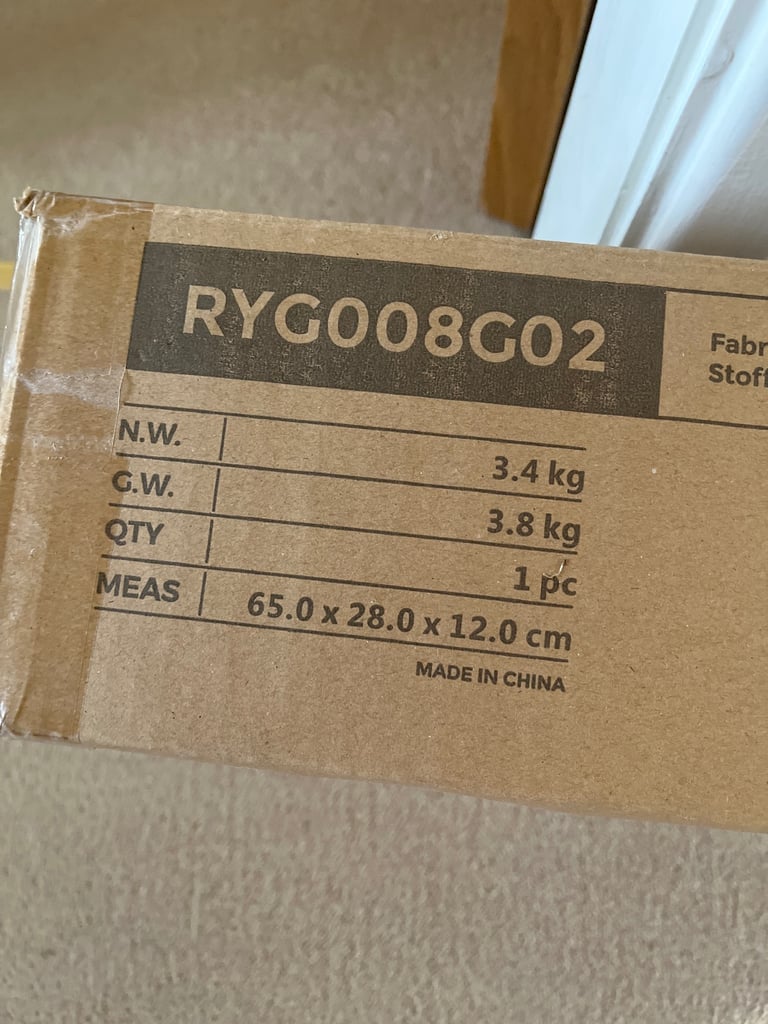 RYG008G02
N.W. 3.4 kg
G.W. 3.8 kg
QTY 1 pc
MEAS 65.0 x 28.0 x 12.0 cm
MADE IN CHINA